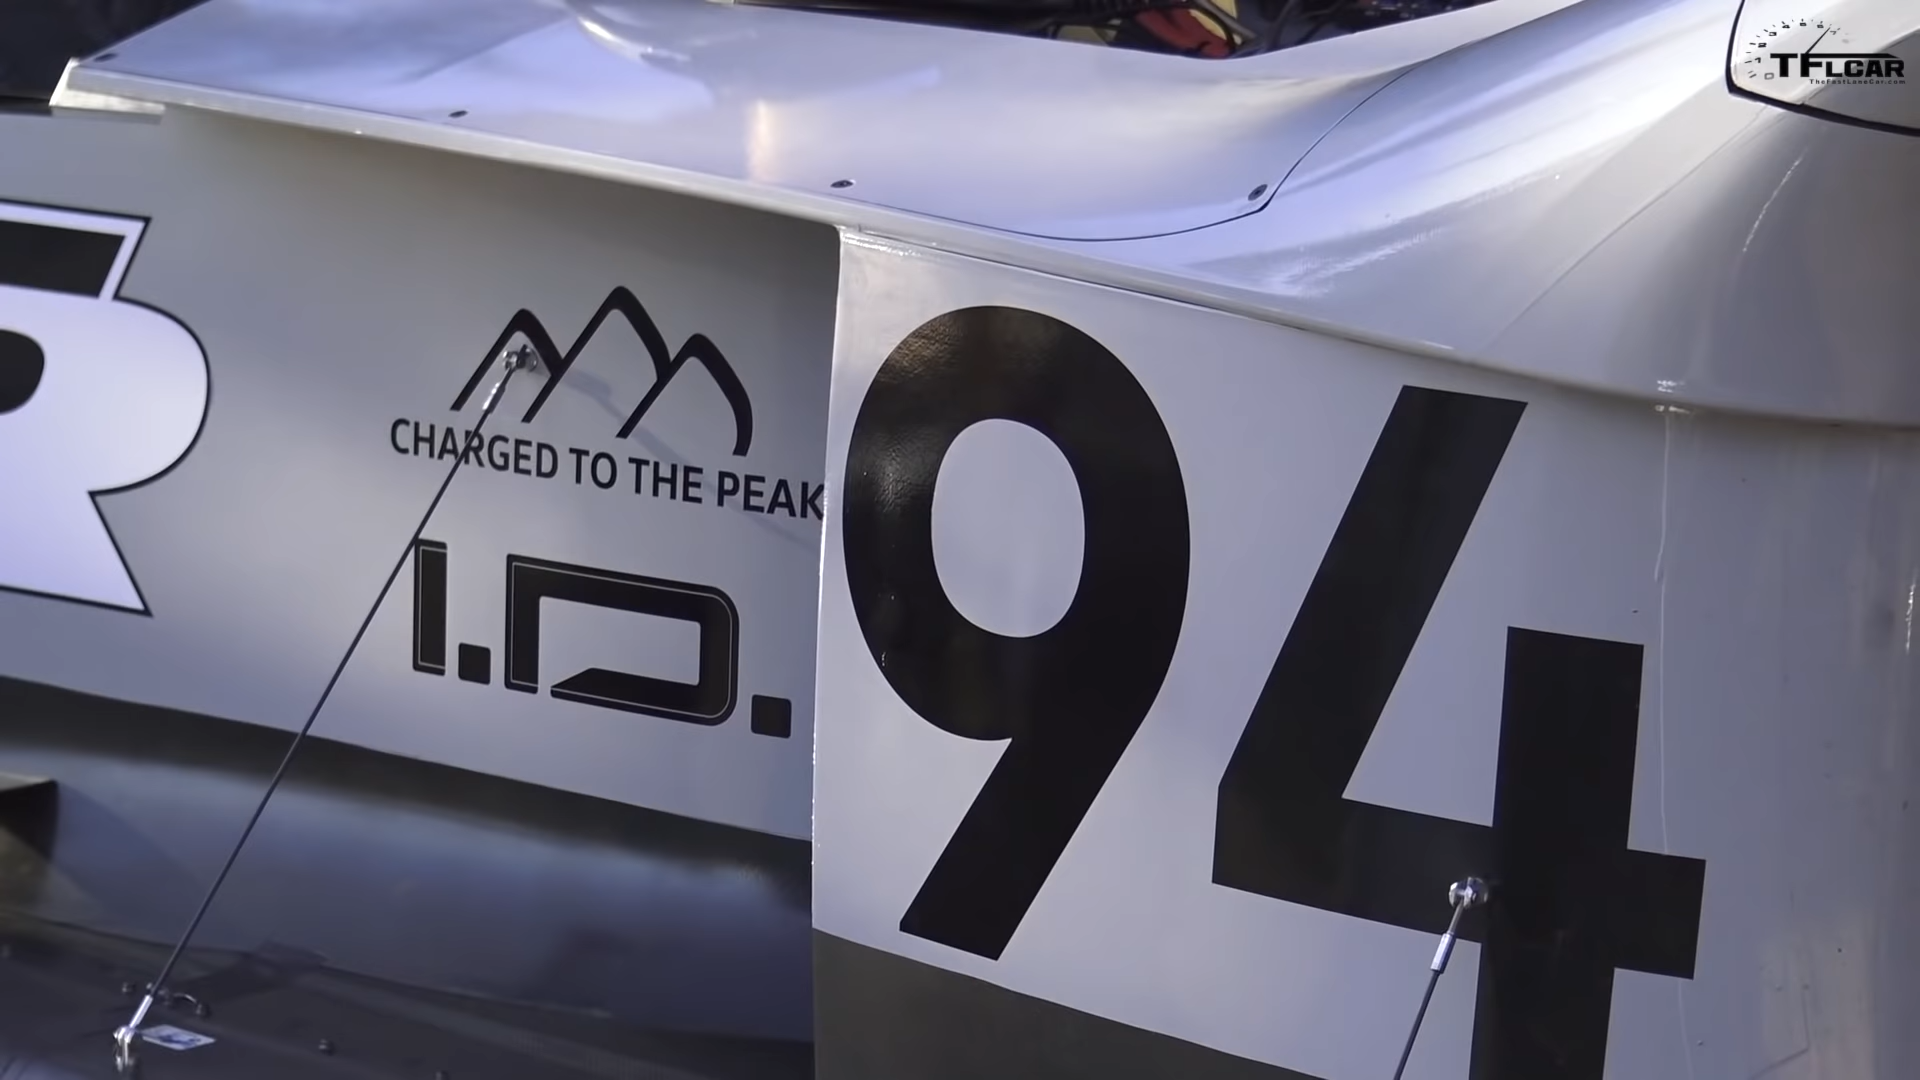 TFLCAR
TheFastLaneCar.com
R
CHARGED TO THE PEAK
I.D.
94